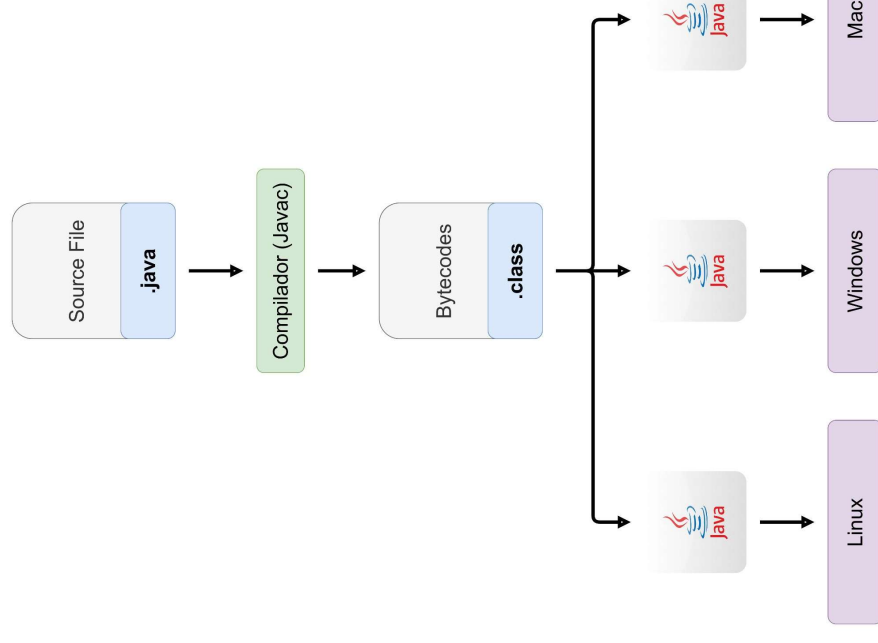 Source File
.java
Compilador (Javac)
Bytecodes
.class
Java
Java
Java
Linux
Windows
Mac